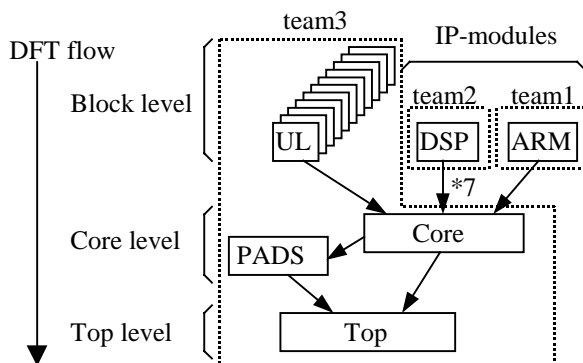 team3
DFT flow
IP-modules
Block level
team2
team1
UL
DSP
ARM
*7
Core level
Core
PADS
Top level
Top